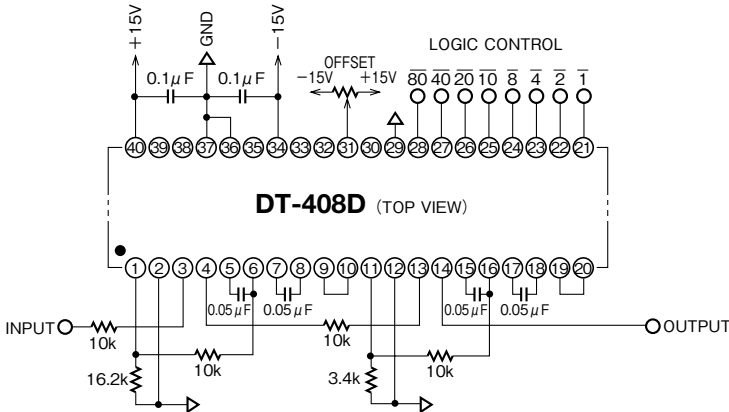 +15V GND −15V
OFFSET
−15V +15V
LOGIC CONTROL
80 40 20 10 8 4 2 1
0.1μF 0.1μF
40 39 38 37 36 35 34 33 32 31 30 29 28 27 26 25 24 23 22 21
DT-408D (TOP VIEW)
1 2 3 4 5 6 7 8 9 10 11 12 13 14 15 16 17 18 19 20
0.05μF 0.05μF 0.05μF 0.05μF
INPUT OUTPUT
10k 10k
10k 10k
16.2k 3.4k